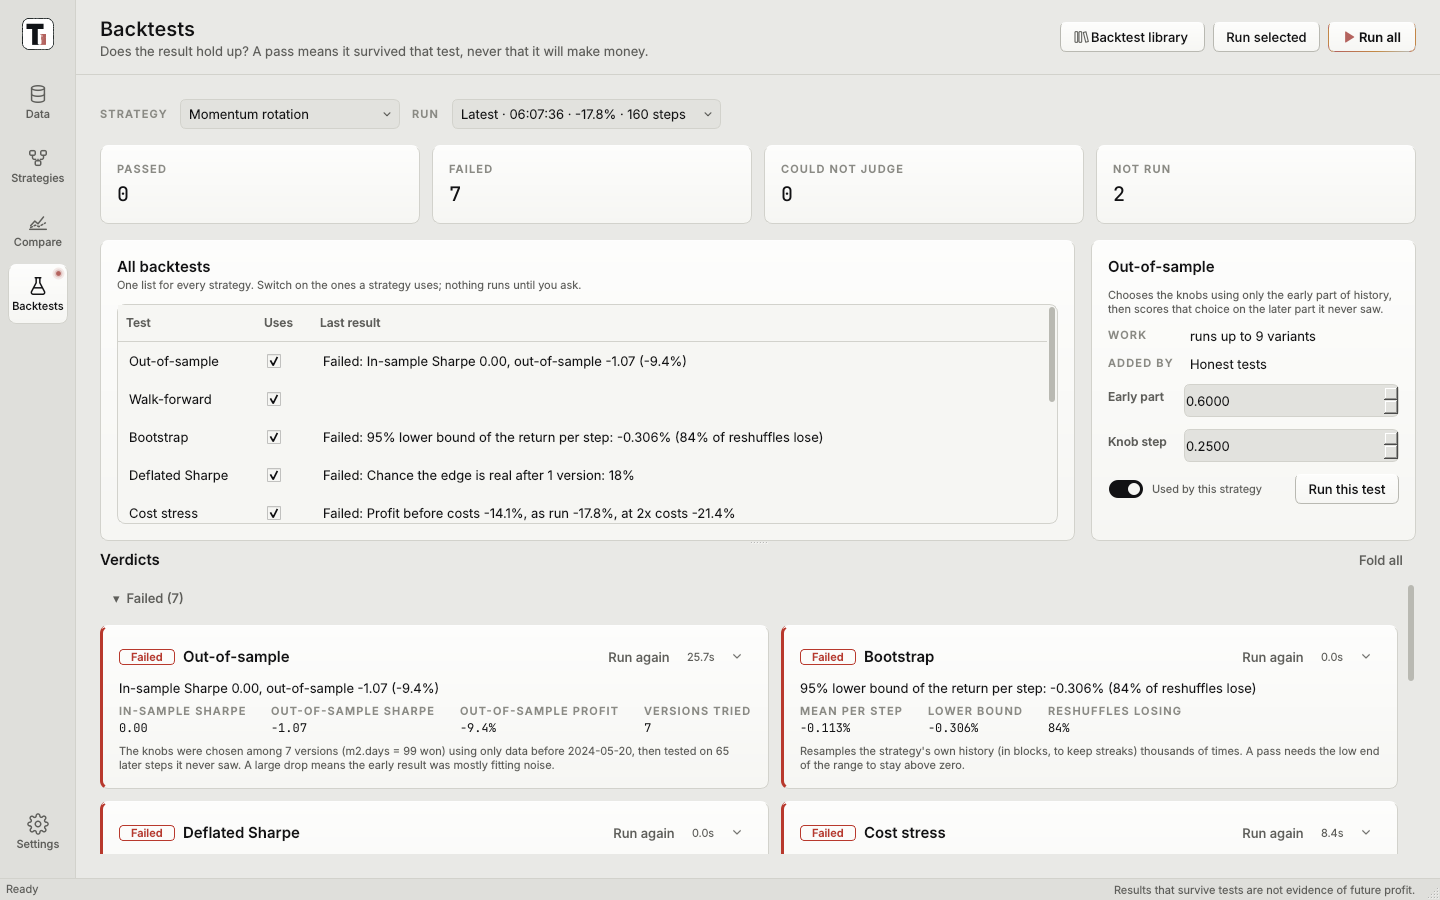 Backtests
Does the result hold up? A pass means it survived that test, never that it will make money.
Backtest library
Run selected
Run all
Data
Strategies
Compare
Backtests
Settings
STRATEGY
Momentum rotation
RUN
Latest · 06:07:36 · -17.8% · 160 steps
PASSED
0
FAILED
7
COULD NOT JUDGE
0
NOT RUN
2
All backtests
One list for every strategy. Switch on the ones a strategy uses; nothing runs until you ask.
Test Uses Last result
Out-of-sample Failed: In-sample Sharpe 0.00, out-of-sample -1.07 (-9.4%)
Walk-forward
Bootstrap Failed: 95% lower bound of the return per step: -0.306% (84% of reshuffles lose)
Deflated Sharpe Failed: Chance the edge is real after 1 version: 18%
Cost stress Failed: Profit before costs -14.1%, as run -17.8%, at 2x costs -21.4%
Out-of-sample
Chooses the knobs using only the early part of history,
then scores that choice on the later part it never saw.
WORK runs up to 9 variants
ADDED BY Honest tests
Early part 0.6000
Knob step 0.2500
Used by this strategy
Run this test
Verdicts
Fold all
Failed (7)
Failed Out-of-sample Run again 25.7s
In-sample Sharpe 0.00, out-of-sample -1.07 (-9.4%)
IN-SAMPLE SHARPE OUT-OF-SAMPLE SHARPE OUT-OF-SAMPLE PROFIT VERSIONS TRIED
0.00 -1.07 -9.4% 7
The knobs were chosen among 7 versions (m2.days = 99 won) using only data before 2024-05-20, then tested on 65
later steps it never saw. A large drop means the early result was mostly fitting noise.
Failed Bootstrap Run again 0.0s
95% lower bound of the return per step: -0.306% (84% of reshuffles lose)
MEAN PER STEP LOWER BOUND RESHUFFLES LOSING
-0.113% -0.306% 84%
Resamples the strategy's own history (in blocks, to keep streaks) thousands of times. A pass needs the low end
of the range to stay above zero.
Failed Deflated Sharpe Run again 0.0s
Failed Cost stress Run again 8.4s
Ready
Results that survive tests are not evidence of future profit.